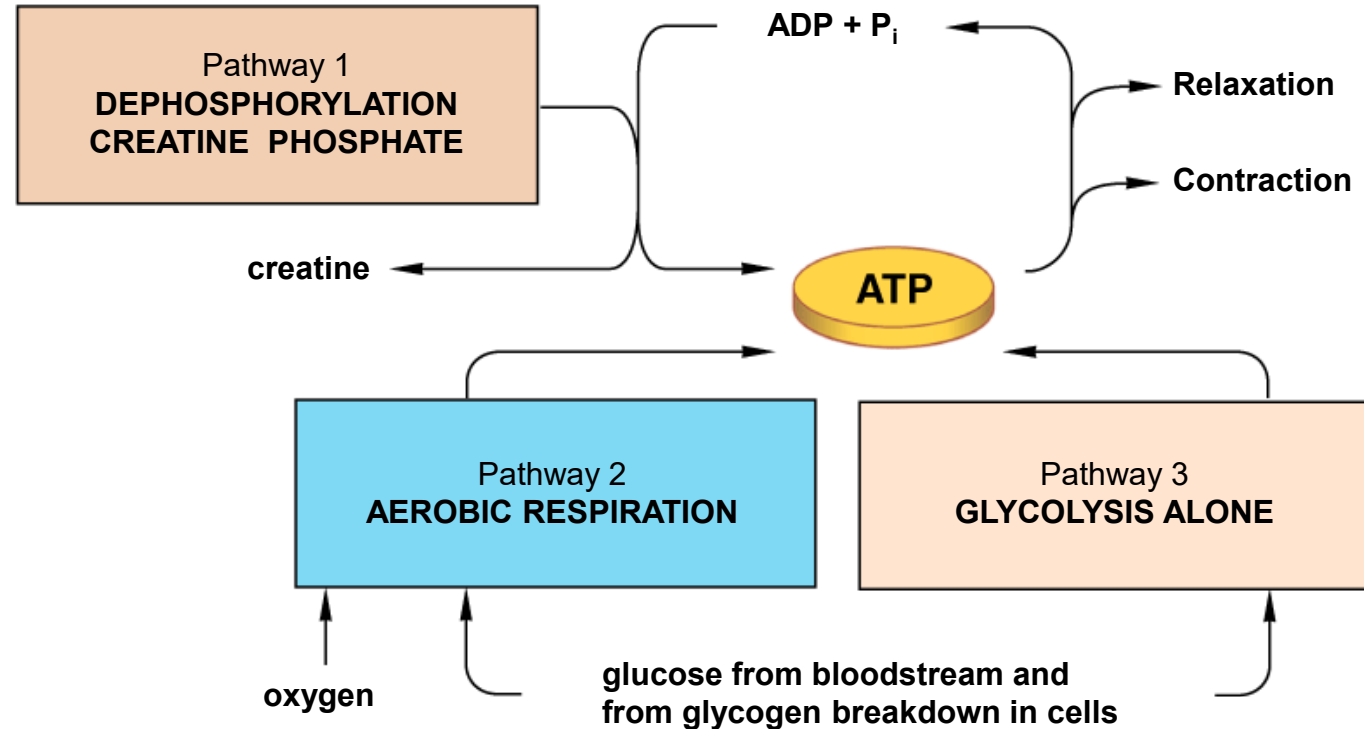 ADP + Pi
Pathway 1
DEPHOSPHORYLATION
CREATINE PHOSPHATE
Relaxation
Contraction
creatine
ATP
Pathway 2
AEROBIC RESPIRATION
Pathway 3
GLYCOLYSIS ALONE
oxygen
glucose from bloodstream and
from glycogen breakdown in cells